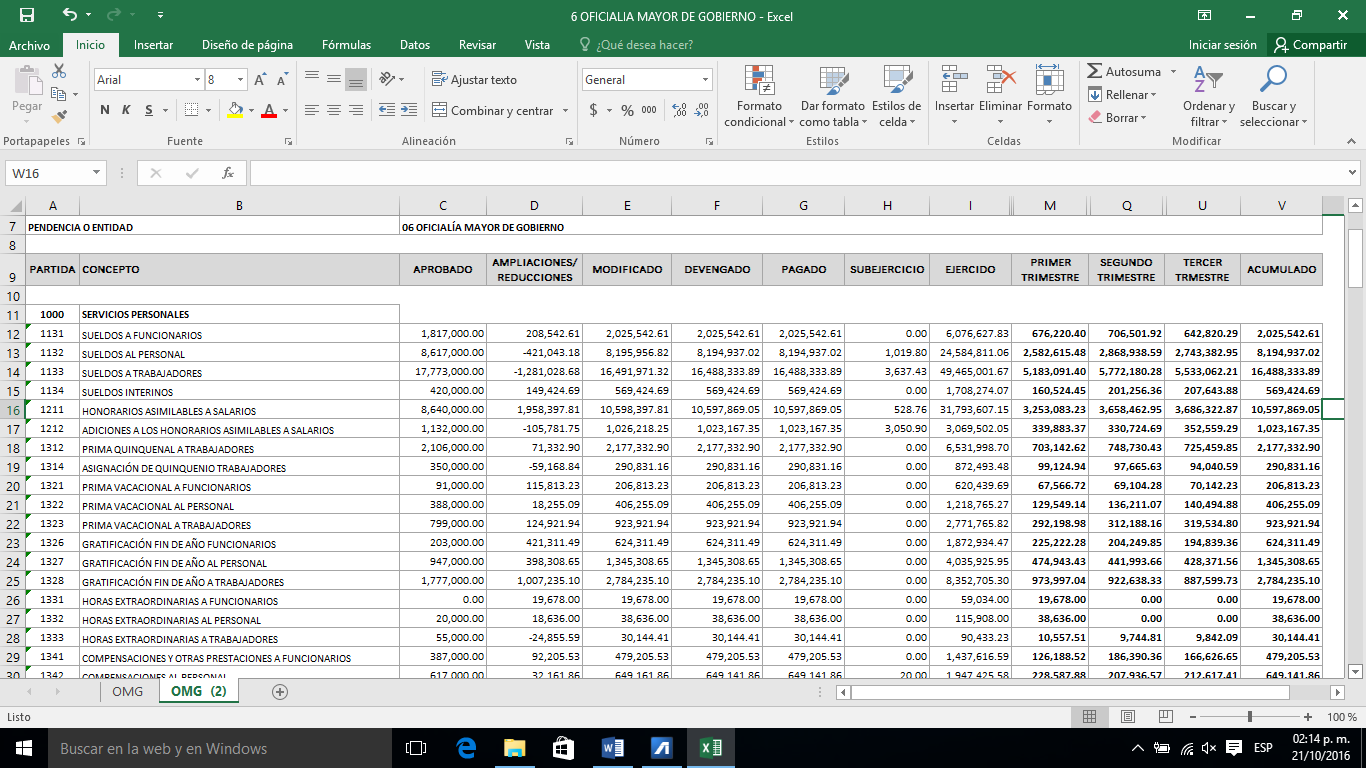 6 OFICIALIA MAYOR DE GOBIERNO - Excel
Archivo Inicio Insertar Diseño de página Fórmulas Datos Revisar Vista ¿Qué desea hacer? Iniciar sesión Compartir
Pegar
Arial 8
N K S
Ajustar texto
Combinar y centrar
General
$ % 000
Formato condicional Dar formato como tabla Estilos de celda
Insertar Eliminar Formato
Autosuma
Rellenar
Borrar
Ordenar y filtrar Buscar y seleccionar
Portapapeles Fuente Alineación Número Estilos Celdas Modificar
W16 fx
A B C D E F G H I M Q U V
7 PENDENCIA O ENTIDAD 06 OFICIALÍA MAYOR DE GOBIERNO
8
9 PARTIDA CONCEPTO APROBADO AMPLIACIONES/ REDUCCIONES MODIFICADO DEVENGADO PAGADO SUBEJERCICIO EJERCIDO PRIMER TRIMESTRE SEGUNDO TRIMESTRE TERCER TRMESTRE ACUMULADO
10
11 1000 SERVICIOS PERSONALES
12 1131 SUELDOS A FUNCIONARIOS 1,817,000.00 208,542.61 2,025,542.61 2,025,542.61 2,025,542.61 0.00 6,076,627.83 676,220.40 706,501.92 642,820.29 2,025,542.61
13 1132 SUELDOS AL PERSONAL 8,617,000.00 -421,043.18 8,195,956.82 8,194,937.02 8,194,937.02 1,019.80 24,584,811.06 2,582,615.48 2,868,938.59 2,743,382.95 8,194,937.02
14 1133 SUELDOS A TRABAJADORES 17,773,000.00 -1,281,028.68 16,491,971.32 16,488,333.89 16,488,333.89 3,637.43 49,465,001.67 5,183,091.40 5,772,180.28 5,533,062.21 16,488,333.89
15 1134 SUELDOS INTERINOS 420,000.00 149,424.69 569,424.69 569,424.69 569,424.69 0.00 1,708,274.07 160,524.45 201,256.36 207,643.88 569,424.69
16 1211 HONORARIOS ASIMILABLES A SALARIOS 8,640,000.00 1,958,397.81 10,598,397.81 10,597,869.05 10,597,869.05 528.76 31,793,607.15 3,253,083.23 3,658,462.95 3,686,322.87 10,597,869.05
17 1212 ADICIONES A LOS HONORARIOS ASIMILABLES A SALARIOS 1,132,000.00 -105,781.75 1,026,218.25 1,023,167.35 1,023,167.35 3,050.90 3,069,502.05 339,883.37 330,724.69 352,559.29 1,023,167.35
18 1312 PRIMA QUINQUENAL A TRABAJADORES 2,106,000.00 71,332.90 2,177,332.90 2,177,332.90 2,177,332.90 0.00 6,531,998.70 703,142.62 748,730.43 725,459.85 2,177,332.90
19 1314 ASIGNACIÓN DE QUINQUENIO TRABAJADORES 350,000.00 -59,168.84 290,831.16 290,831.16 290,831.16 0.00 872,493.48 99,124.94 97,665.63 94,040.59 290,831.16
20 1321 PRIMA VACACIONAL A FUNCIONARIOS 91,000.00 115,813.23 206,813.23 206,813.23 206,813.23 0.00 620,439.69 67,566.72 69,104.28 70,142.23 206,813.23
21 1322 PRIMA VACACIONAL AL PERSONAL 388,000.00 18,255.09 406,255.09 406,255.09 406,255.09 0.00 1,218,765.27 129,549.14 136,211.07 140,494.88 406,255.09
22 1323 PRIMA VACACIONAL A TRABAJADORES 799,000.00 124,921.94 923,921.94 923,921.94 923,921.94 0.00 2,771,765.82 292,198.98 312,188.16 319,534.80 923,921.94
23 1326 GRATIFICACIÓN FIN DE AÑO FUNCIONARIOS 203,000.00 421,311.49 624,311.49 624,311.49 624,311.49 0.00 1,872,934.47 225,222.28 204,249.85 194,839.36 624,311.49
24 1327 GRATIFICACIÓN FIN DE AÑO AL PERSONAL 947,000.00 398,308.65 1,345,308.65 1,345,308.65 1,345,308.65 0.00 4,035,925.95 474,943.43 441,993.66 428,371.56 1,345,308.65
25 1328 GRATIFICACIÓN FIN DE AÑO A TRABAJADORES 1,777,000.00 1,007,235.10 2,784,235.10 2,784,235.10 2,784,235.10 0.00 8,352,705.30 973,997.04 922,638.33 887,599.73 2,784,235.10
26 1331 HORAS EXTRAORDINARIAS A FUNCIONARIOS 0.00 19,678.00 19,678.00 19,678.00 19,678.00 0.00 59,034.00 19,678.00 0.00 0.00 19,678.00
27 1332 HORAS EXTRAORDINARIAS AL PERSONAL 20,000.00 18,636.00 38,636.00 38,636.00 38,636.00 0.00 115,908.00 38,636.00 0.00 0.00 38,636.00
28 1333 HORAS EXTRAORDINARIAS A TRABAJADORES 55,000.00 -24,855.59 30,144.41 30,144.41 30,144.41 0.00 90,433.23 10,557.51 9,744.81 9,842.09 30,144.41
29 1341 COMPENSACIONES Y OTRAS PRESTACIONES A FUNCIONARIOS 387,000.00 92,205.53 479,205.53 479,205.53 479,205.53 0.00 1,437,616.59 126,188.52 186,390.36 166,626.65 479,205.53
30 1342 COMPENSACIONES AL PERSONAL 617,000.00 32,161.86 649,161.86 649,141.86 649,141.86 20.00 1,947,425.58 228,587.88 207,936.57 212,617.41 649,141.86
OMG OMG (2)
Listo 100 %
Buscar en la web y en Windows ESP 02:14 p. m.
21/10/2016